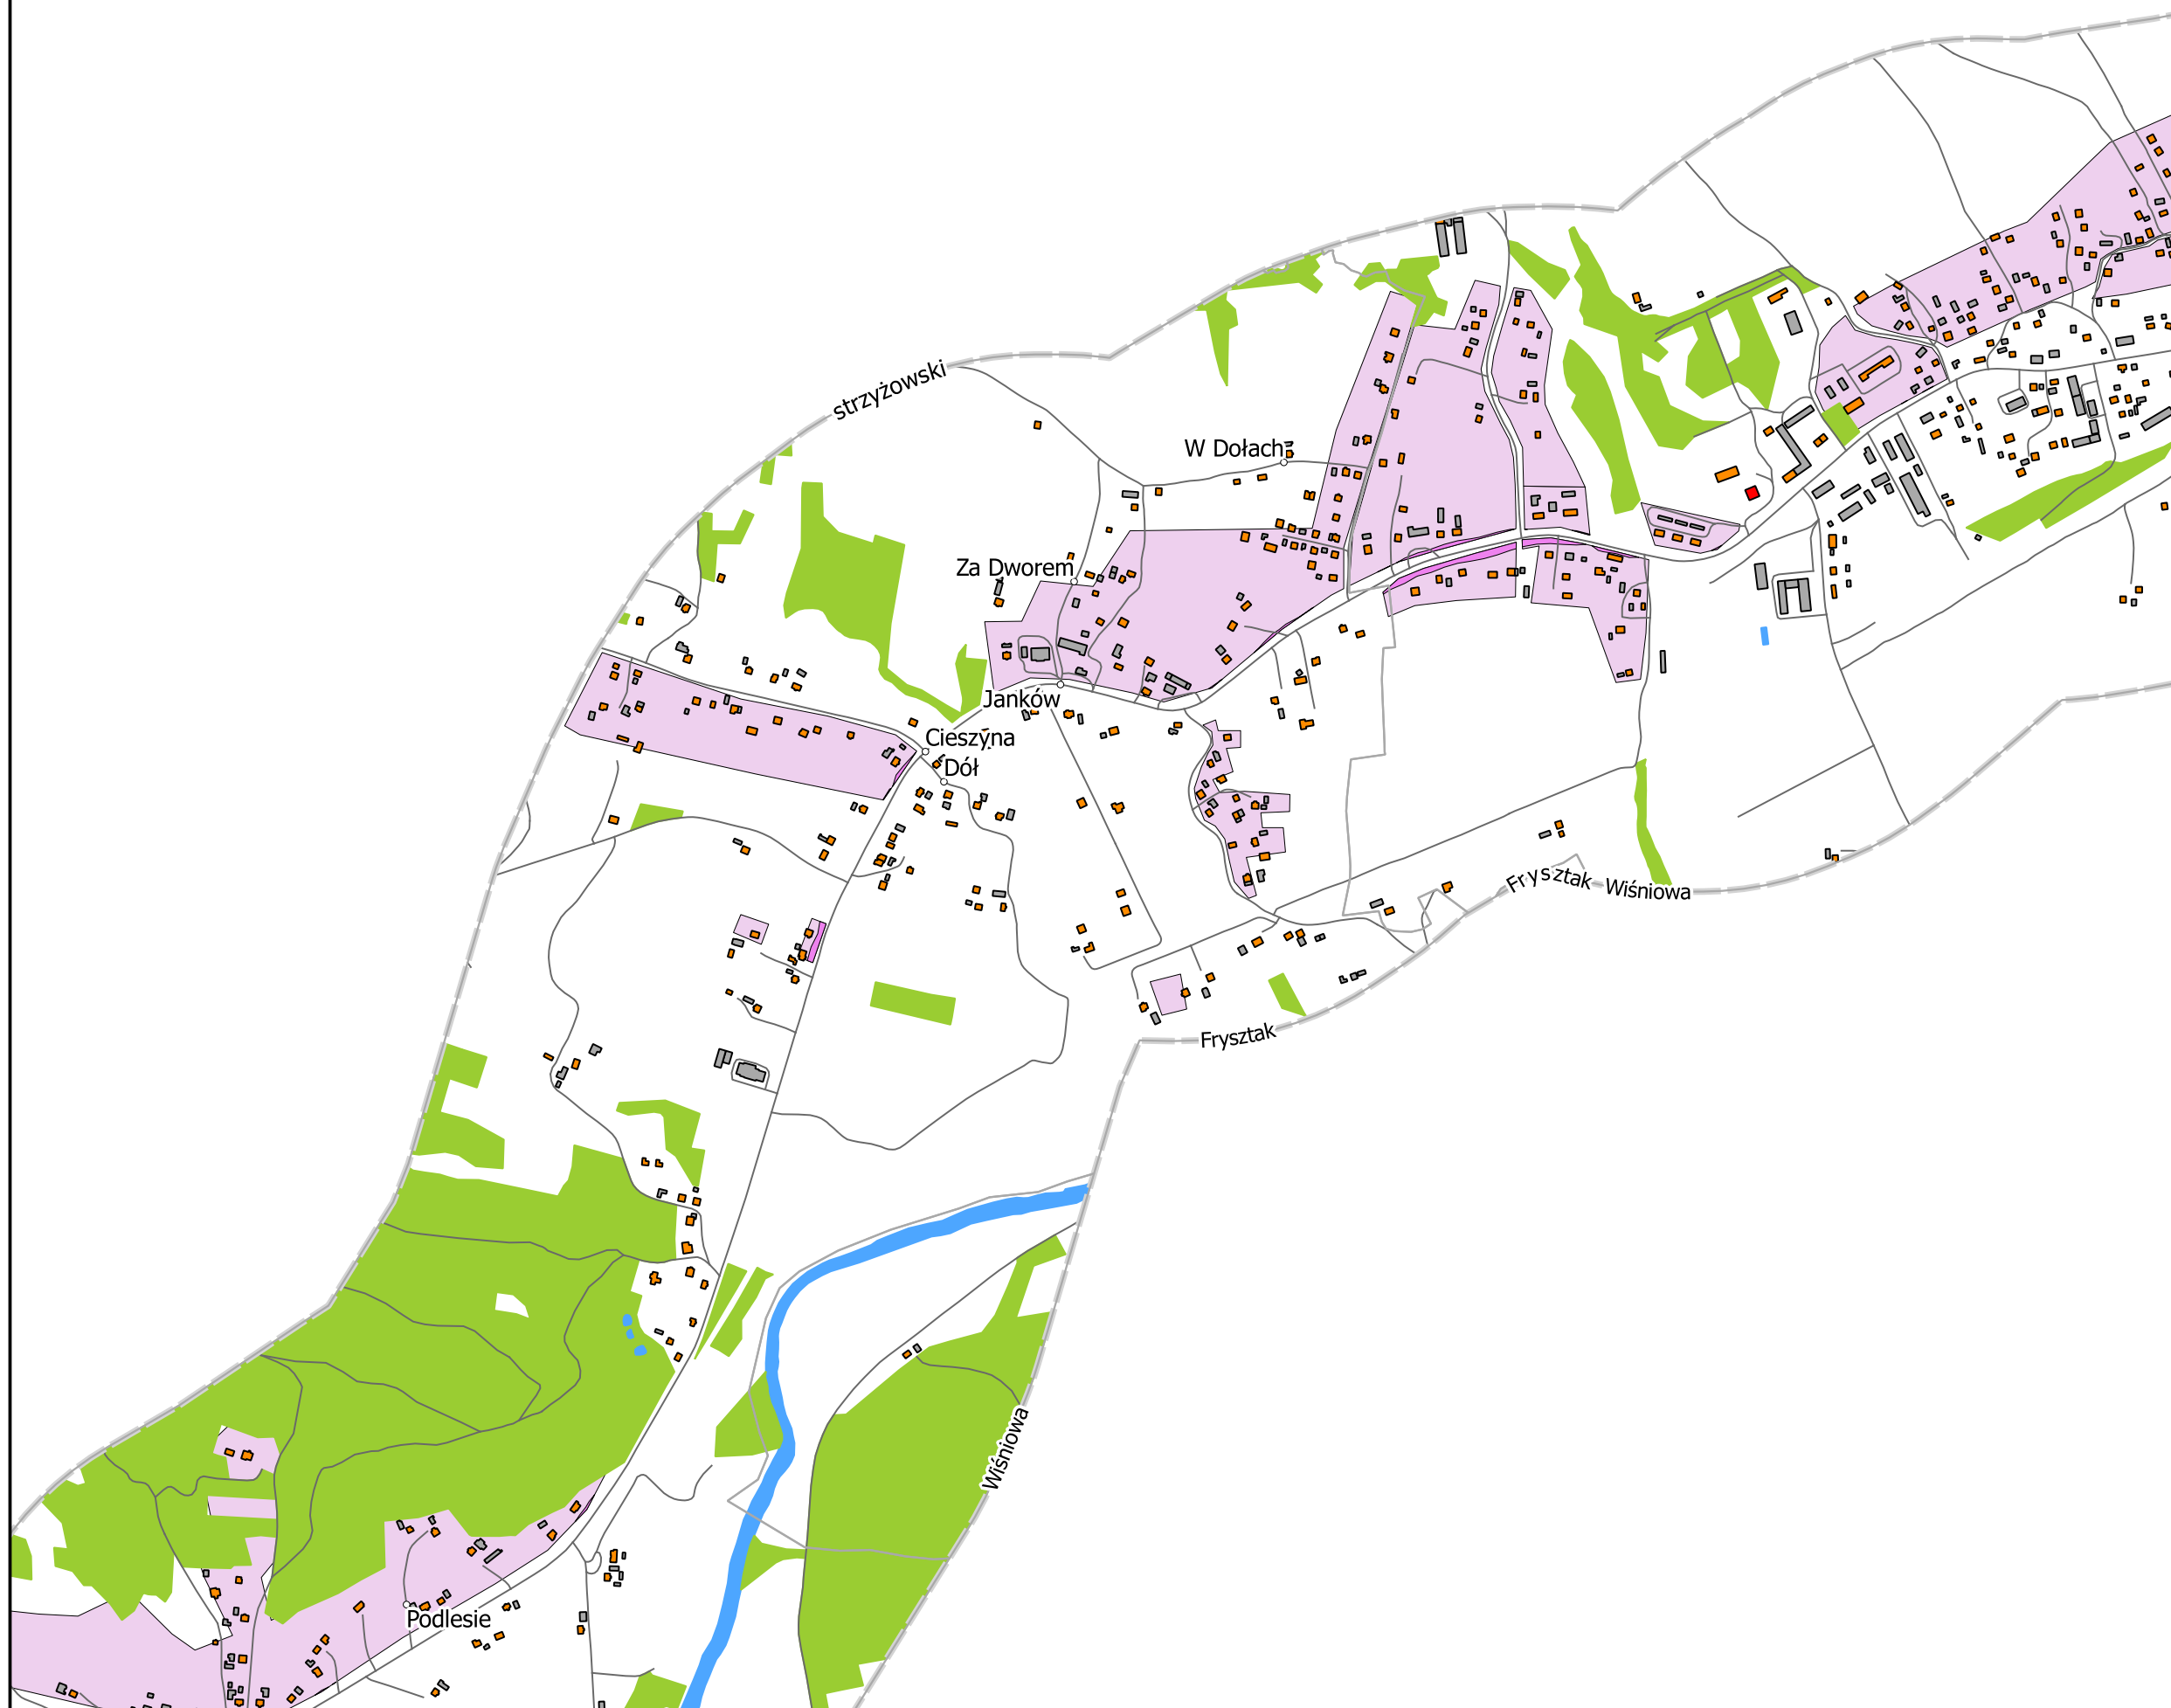 strzyżowski
W Dołach
Za Dworem
Janków
Cieszyna
Dół
Frysztak
Wiśniowa
Frysztak
Wiśniowa
Podlesie